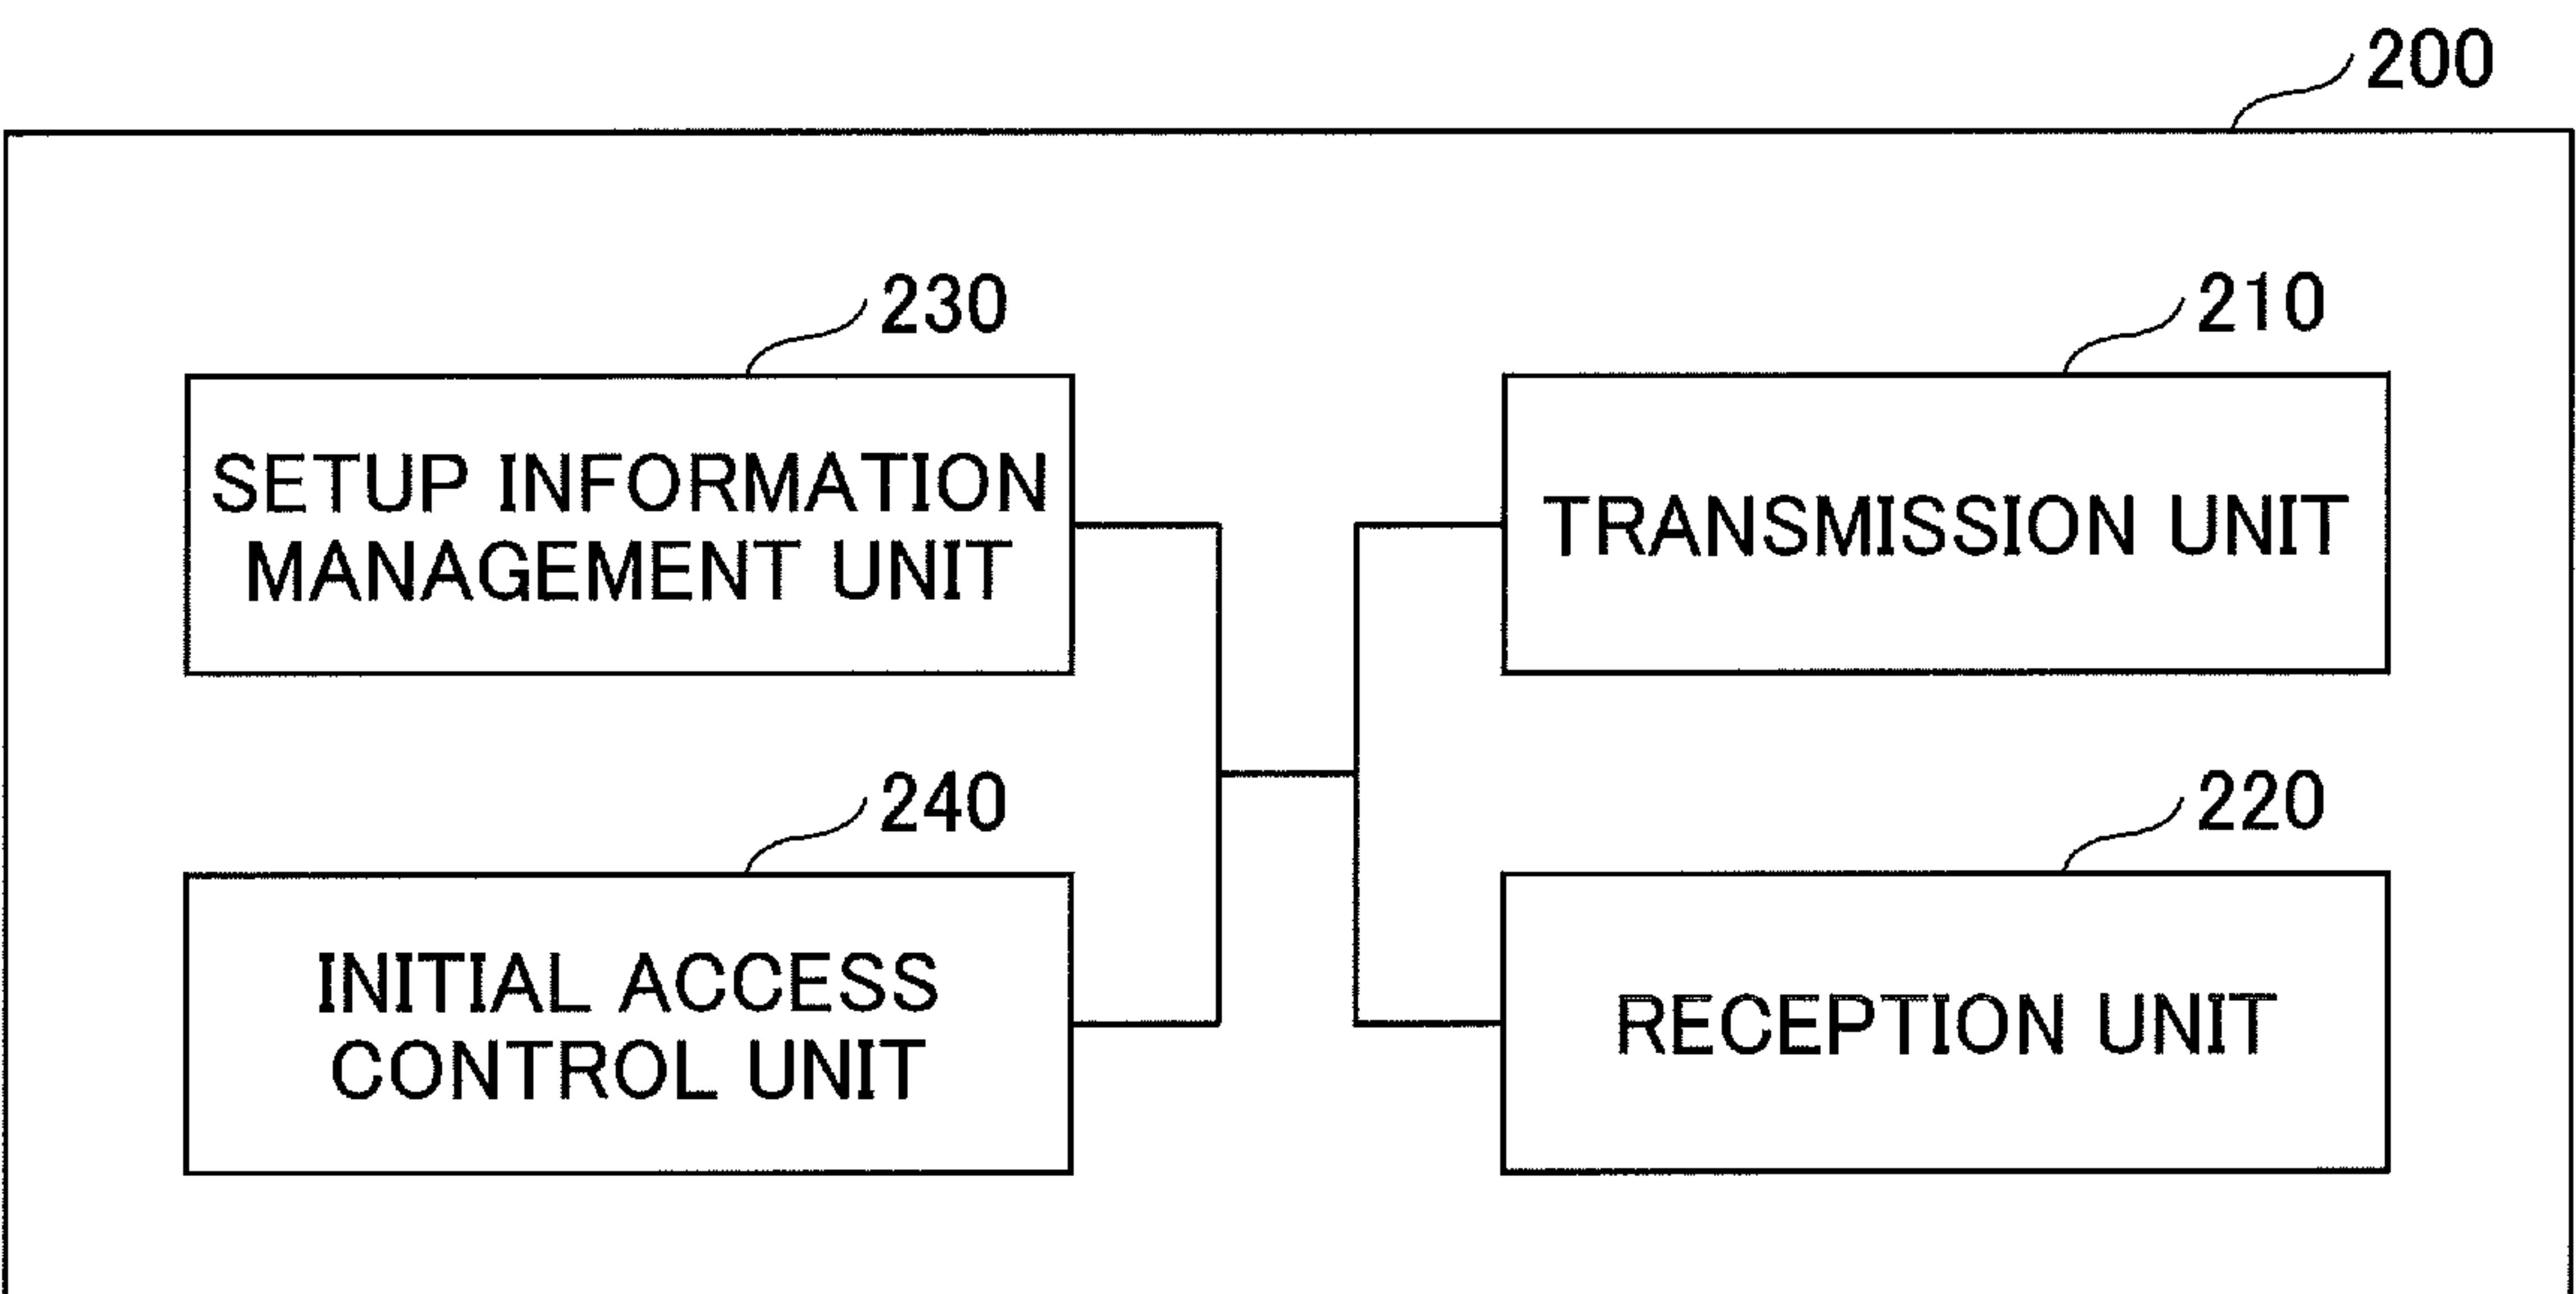 200
230
SETUP INFORMATION
MANAGEMENT UNIT
210
TRANSMISSION UNIT
240
INITIAL ACCESS
CONTROL UNIT
220
RECEPTION UNIT